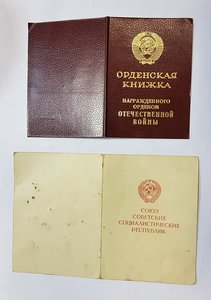 ОРДЕНСКАЯ
КНИЖКА
НАГРАЖДЕННОГО
ОРДЕНОМ
ОТЕЧЕСТВЕННОЙ
ВОЙНЫ
СОЮЗ
СОВЕТСКИХ
СОЦИАЛИСТИЧЕСКИХ
РЕСПУБЛИК